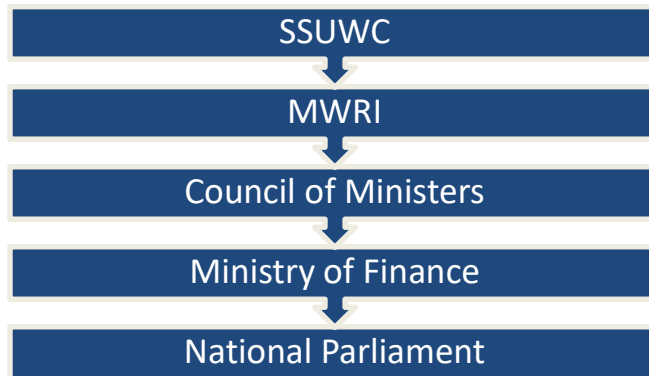 SSUWC
MWRI
Council of Ministers
Ministry of Finance
National Parliament